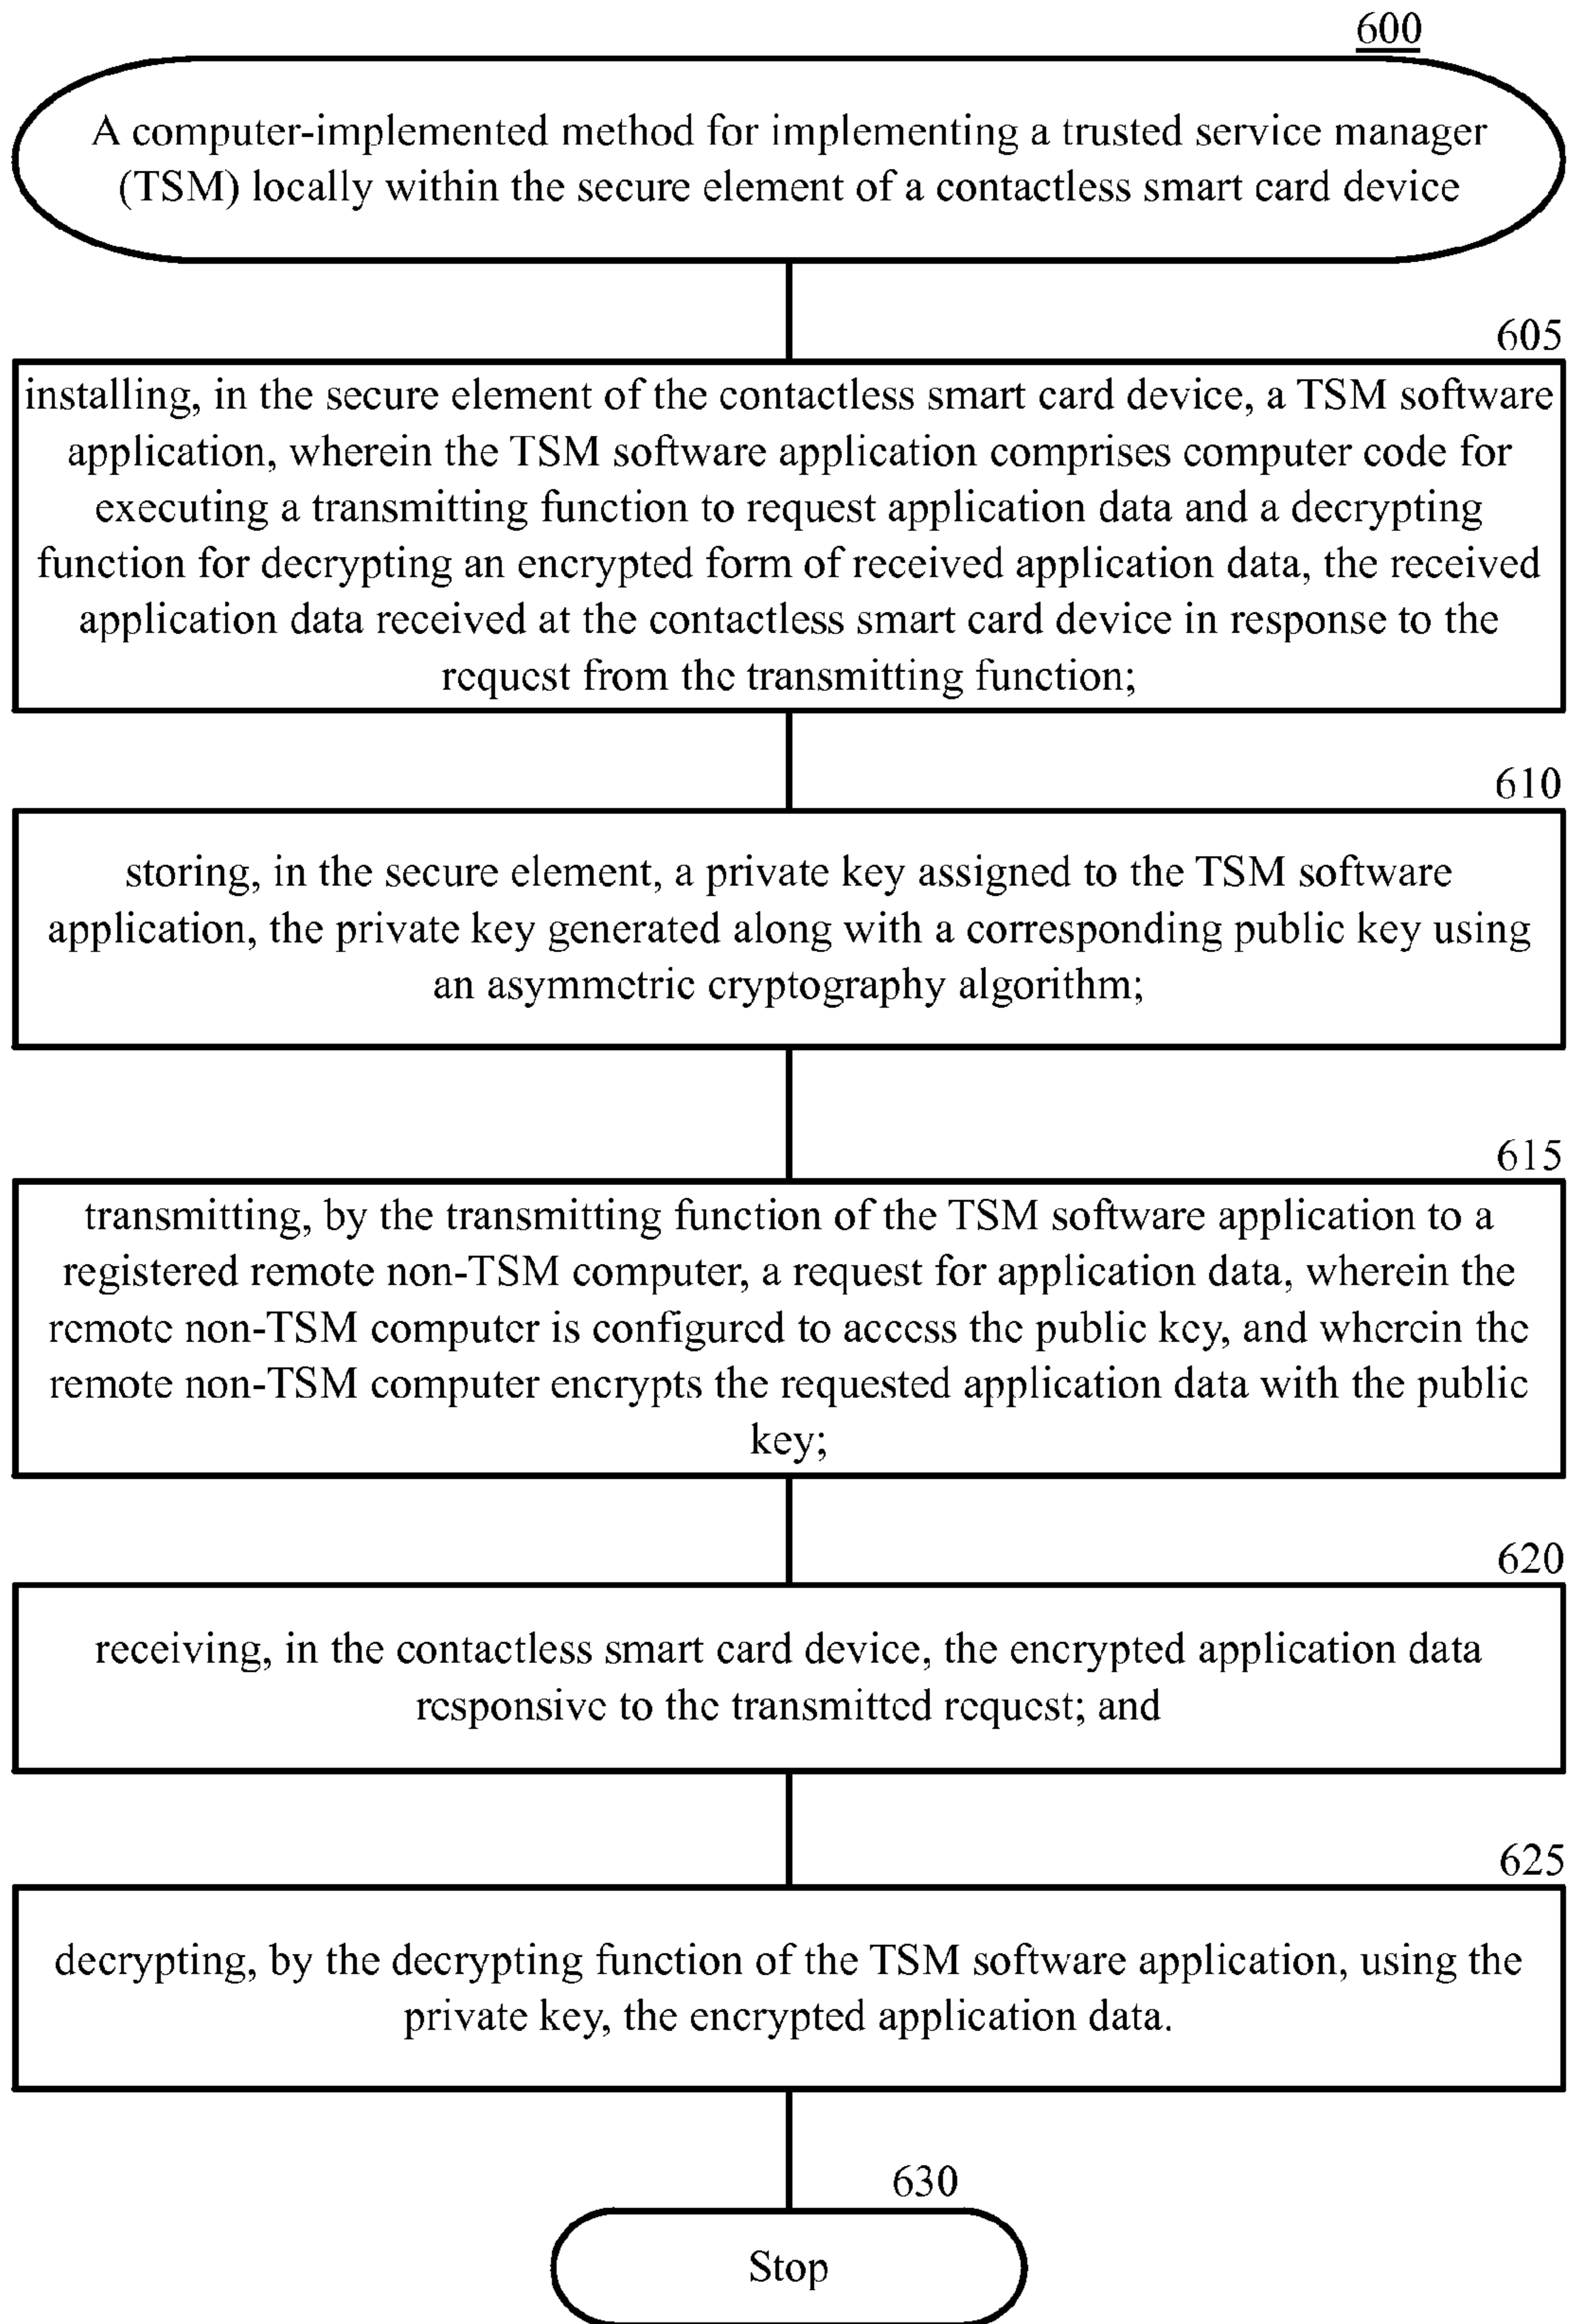 600
A computer-implemented method for implementing a trusted service manager
(TSM) locally within the secure element of a contactless smart card device
605
installing, in the secure element of the contactless smart card device, a TSM software
application, wherein the TSM software application comprises computer code for
executing a transmitting function to request application data and a decrypting
function for decrypting an encrypted form of received application data, the received
application data received at the contactless smart card device in response to the
request from the transmitting function;
610
storing, in the secure element, a private key assigned to the TSM software
application, the private key generated along with a corresponding public key using
an asymmetric cryptography algorithm;
615
transmitting, by the transmitting function of the TSM software application to a
registered remote non-TSM computer, a request for application data, wherein the
remote non-TSM computer is configured to access the public key, and wherein the
remote non-TSM computer encrypts the requested application data with the public
key;
620
receiving, in the contactless smart card device, the encrypted application data
responsive to the transmitted request; and
625
decrypting, by the decrypting function of the TSM software application, using the
private key, the encrypted application data.
630
Stop